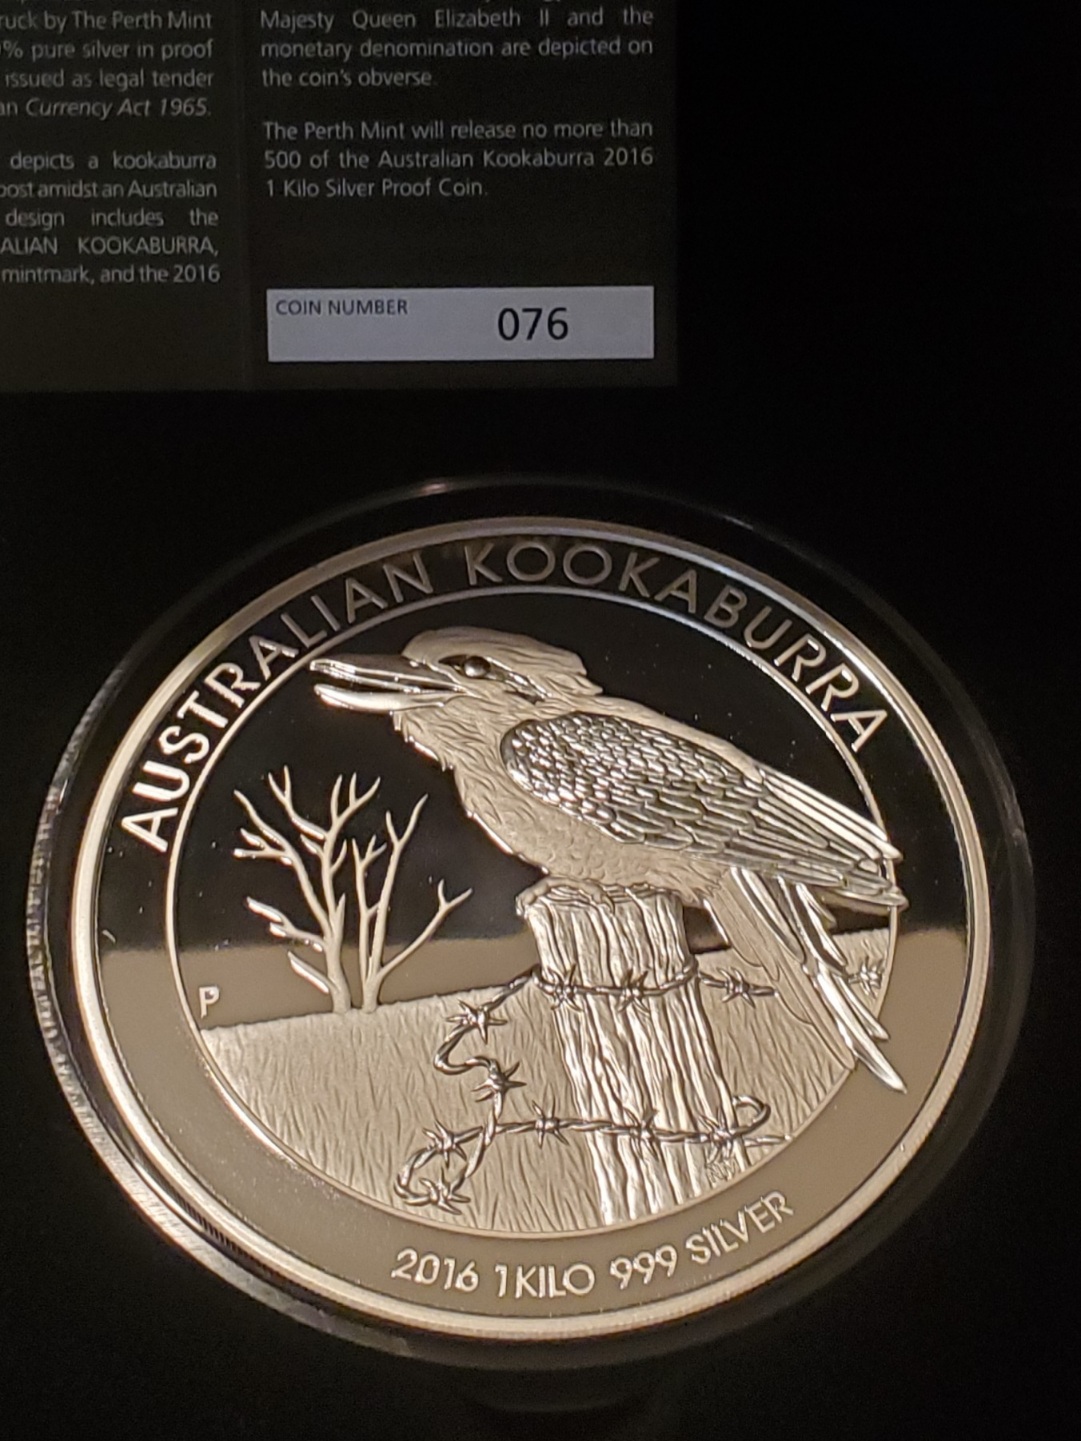 ruck by The Perth Mint
% pure silver in proof
issued as legal tender
an Currency Act 1965.
depicts a kookaburra
post amidst an Australian
design includes the
ALIAN KOOKABURRA,
mintmark, and the 2016
Majesty Queen Elizabeth II and the
monetary denomination are depicted on
the coin's obverse.
The Perth Mint will release no more than
500 of the Australian Kookaburra 2016
1 Kilo Silver Proof Coin.
COIN NUMBER 076
AUSTRALIAN KOOKABURRA
P
2016 1 KILO 999 SILVER